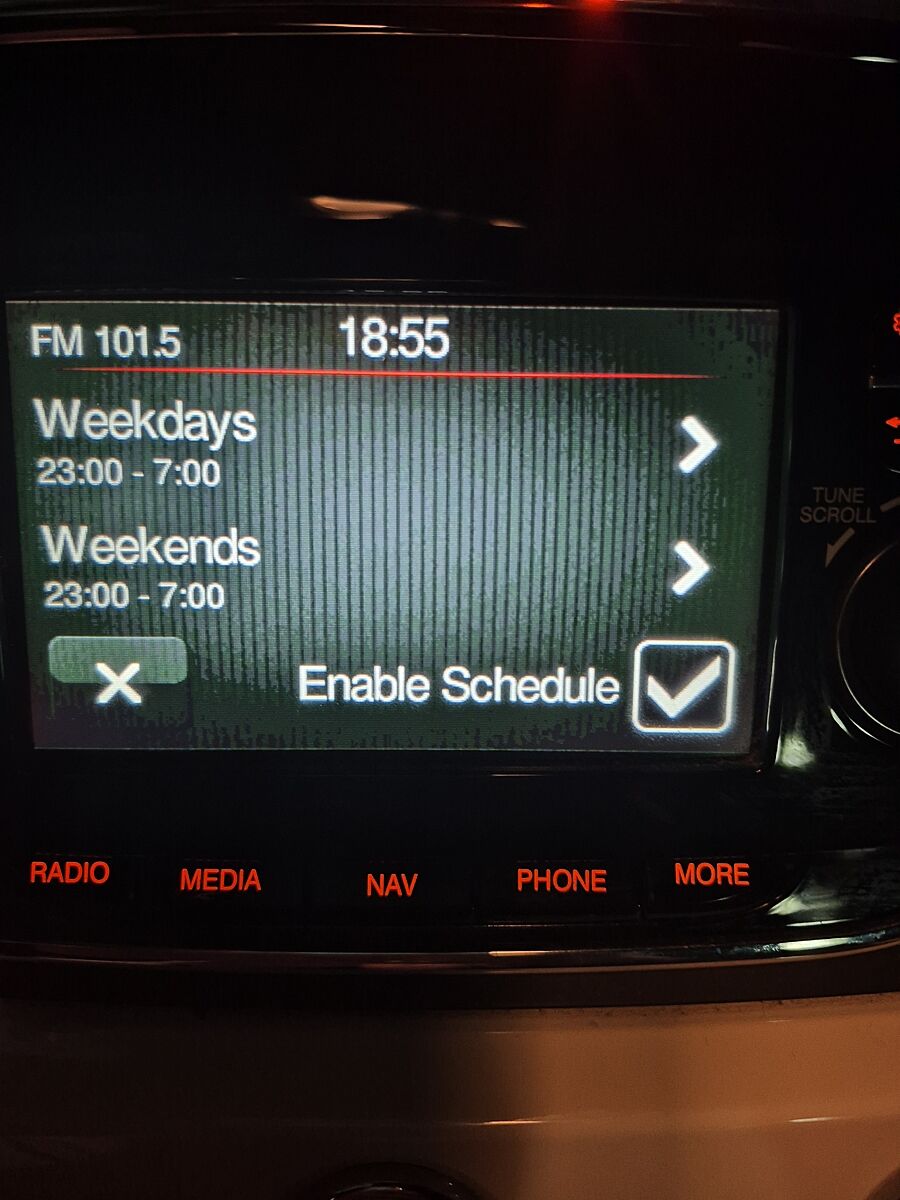 FM 101.5
18:55
Weekdays
23:00 - 7:00
Weekends
23:00 - 7:00
Enable Schedule
TUNE
SCROLL
RADIO
MEDIA
NAV
PHONE
MORE